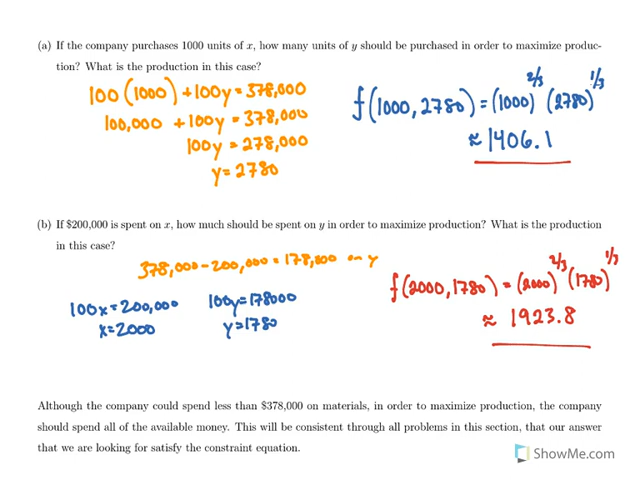 (a) If the company purchases 1000 units of x, how many units of y should be purchased in order to maximize produc-
tion? What is the production in this case?
100 (1000) + 100y = 378,000
100,000 + 100y = 378,000
100y = 278,000
y = 2780
f(1000, 2780) = (1000)^2/3 (2780)^1/3
≈ 1406.1
(b) If $200,000 is spent on x, how much should be spent on y in order to maximize production? What is the production
in this case?
378,000 - 200,000 = 178,000 on y
100x = 200,000
x = 2000
100y = 178000
y = 1780
f(2000, 1780) = (2000)^2/3 (1780)^1/3
≈ 1923.8
Although the company could spend less than $378,000 on materials, in order to maximize production, the company
should spend all of the available money. This will be consistent through all problems in this section, that our answer
that we are looking for satisfy the constraint equation.
ShowMe.com